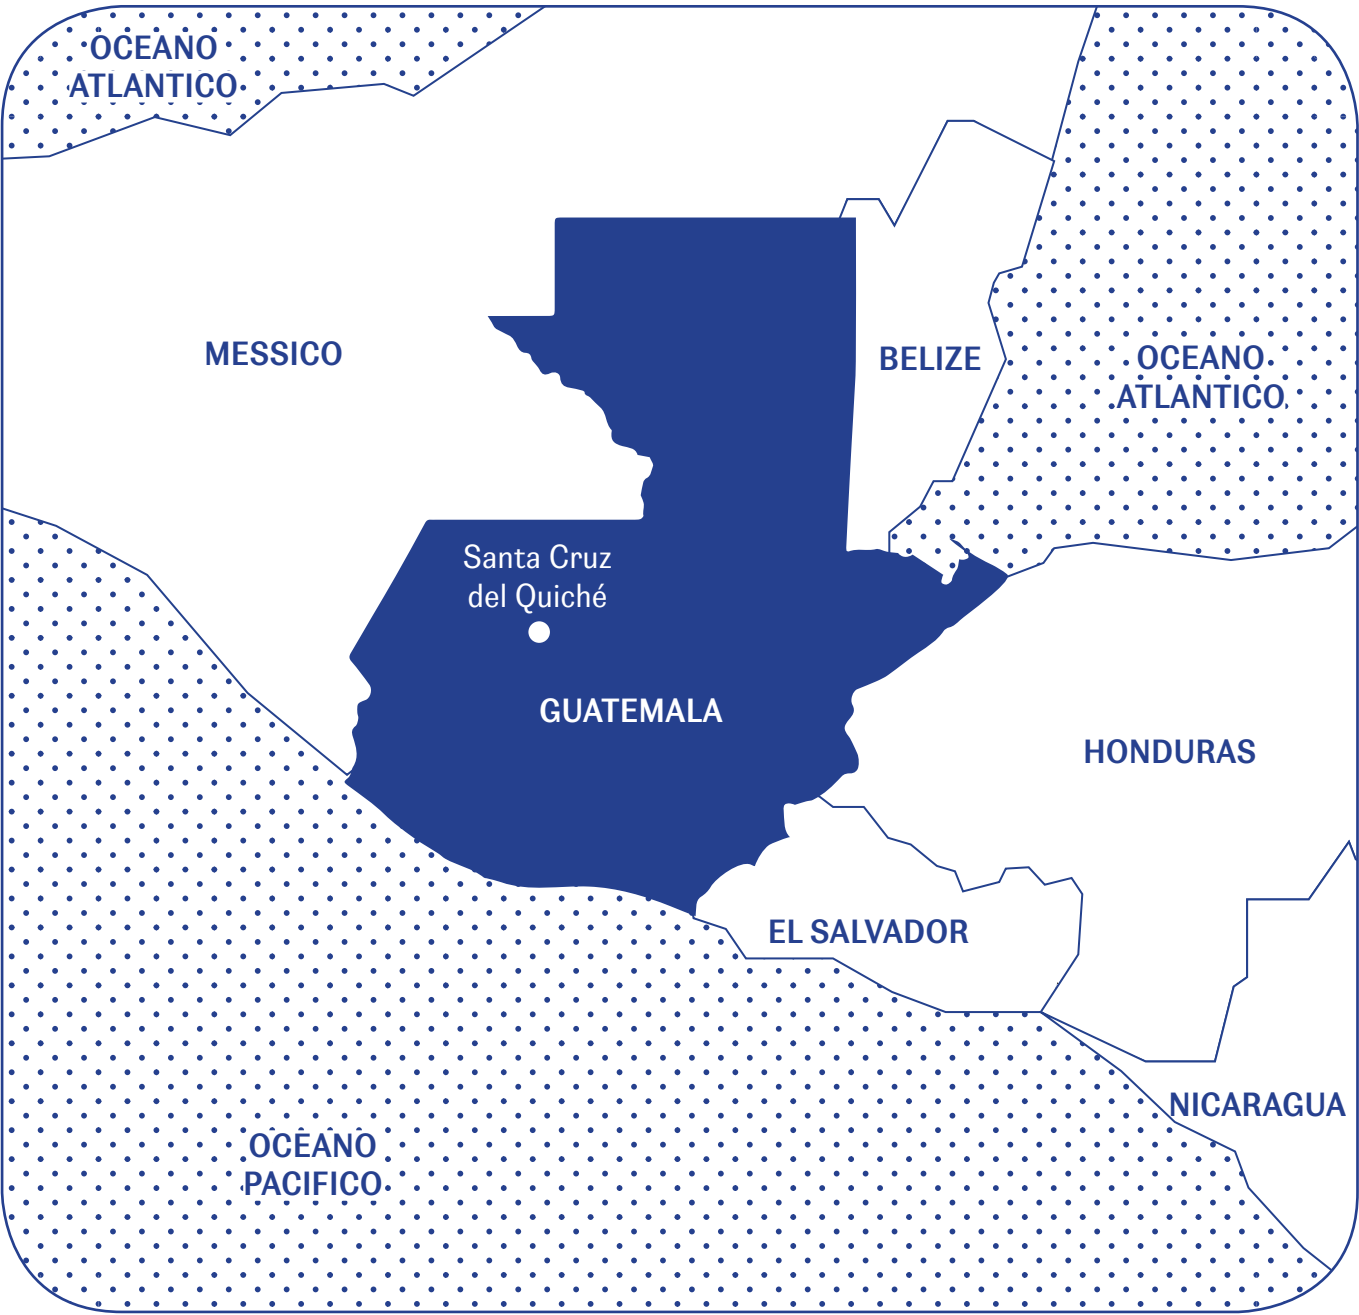 OCEANO
ATLANTICO
MESSICO
BELIZE
OCEANO
ATLANTICO
Santa Cruz
del Quiché
GUATEMALA
HONDURAS
EL SALVADOR
NICARAGUA
OCEANO
PACIFICO